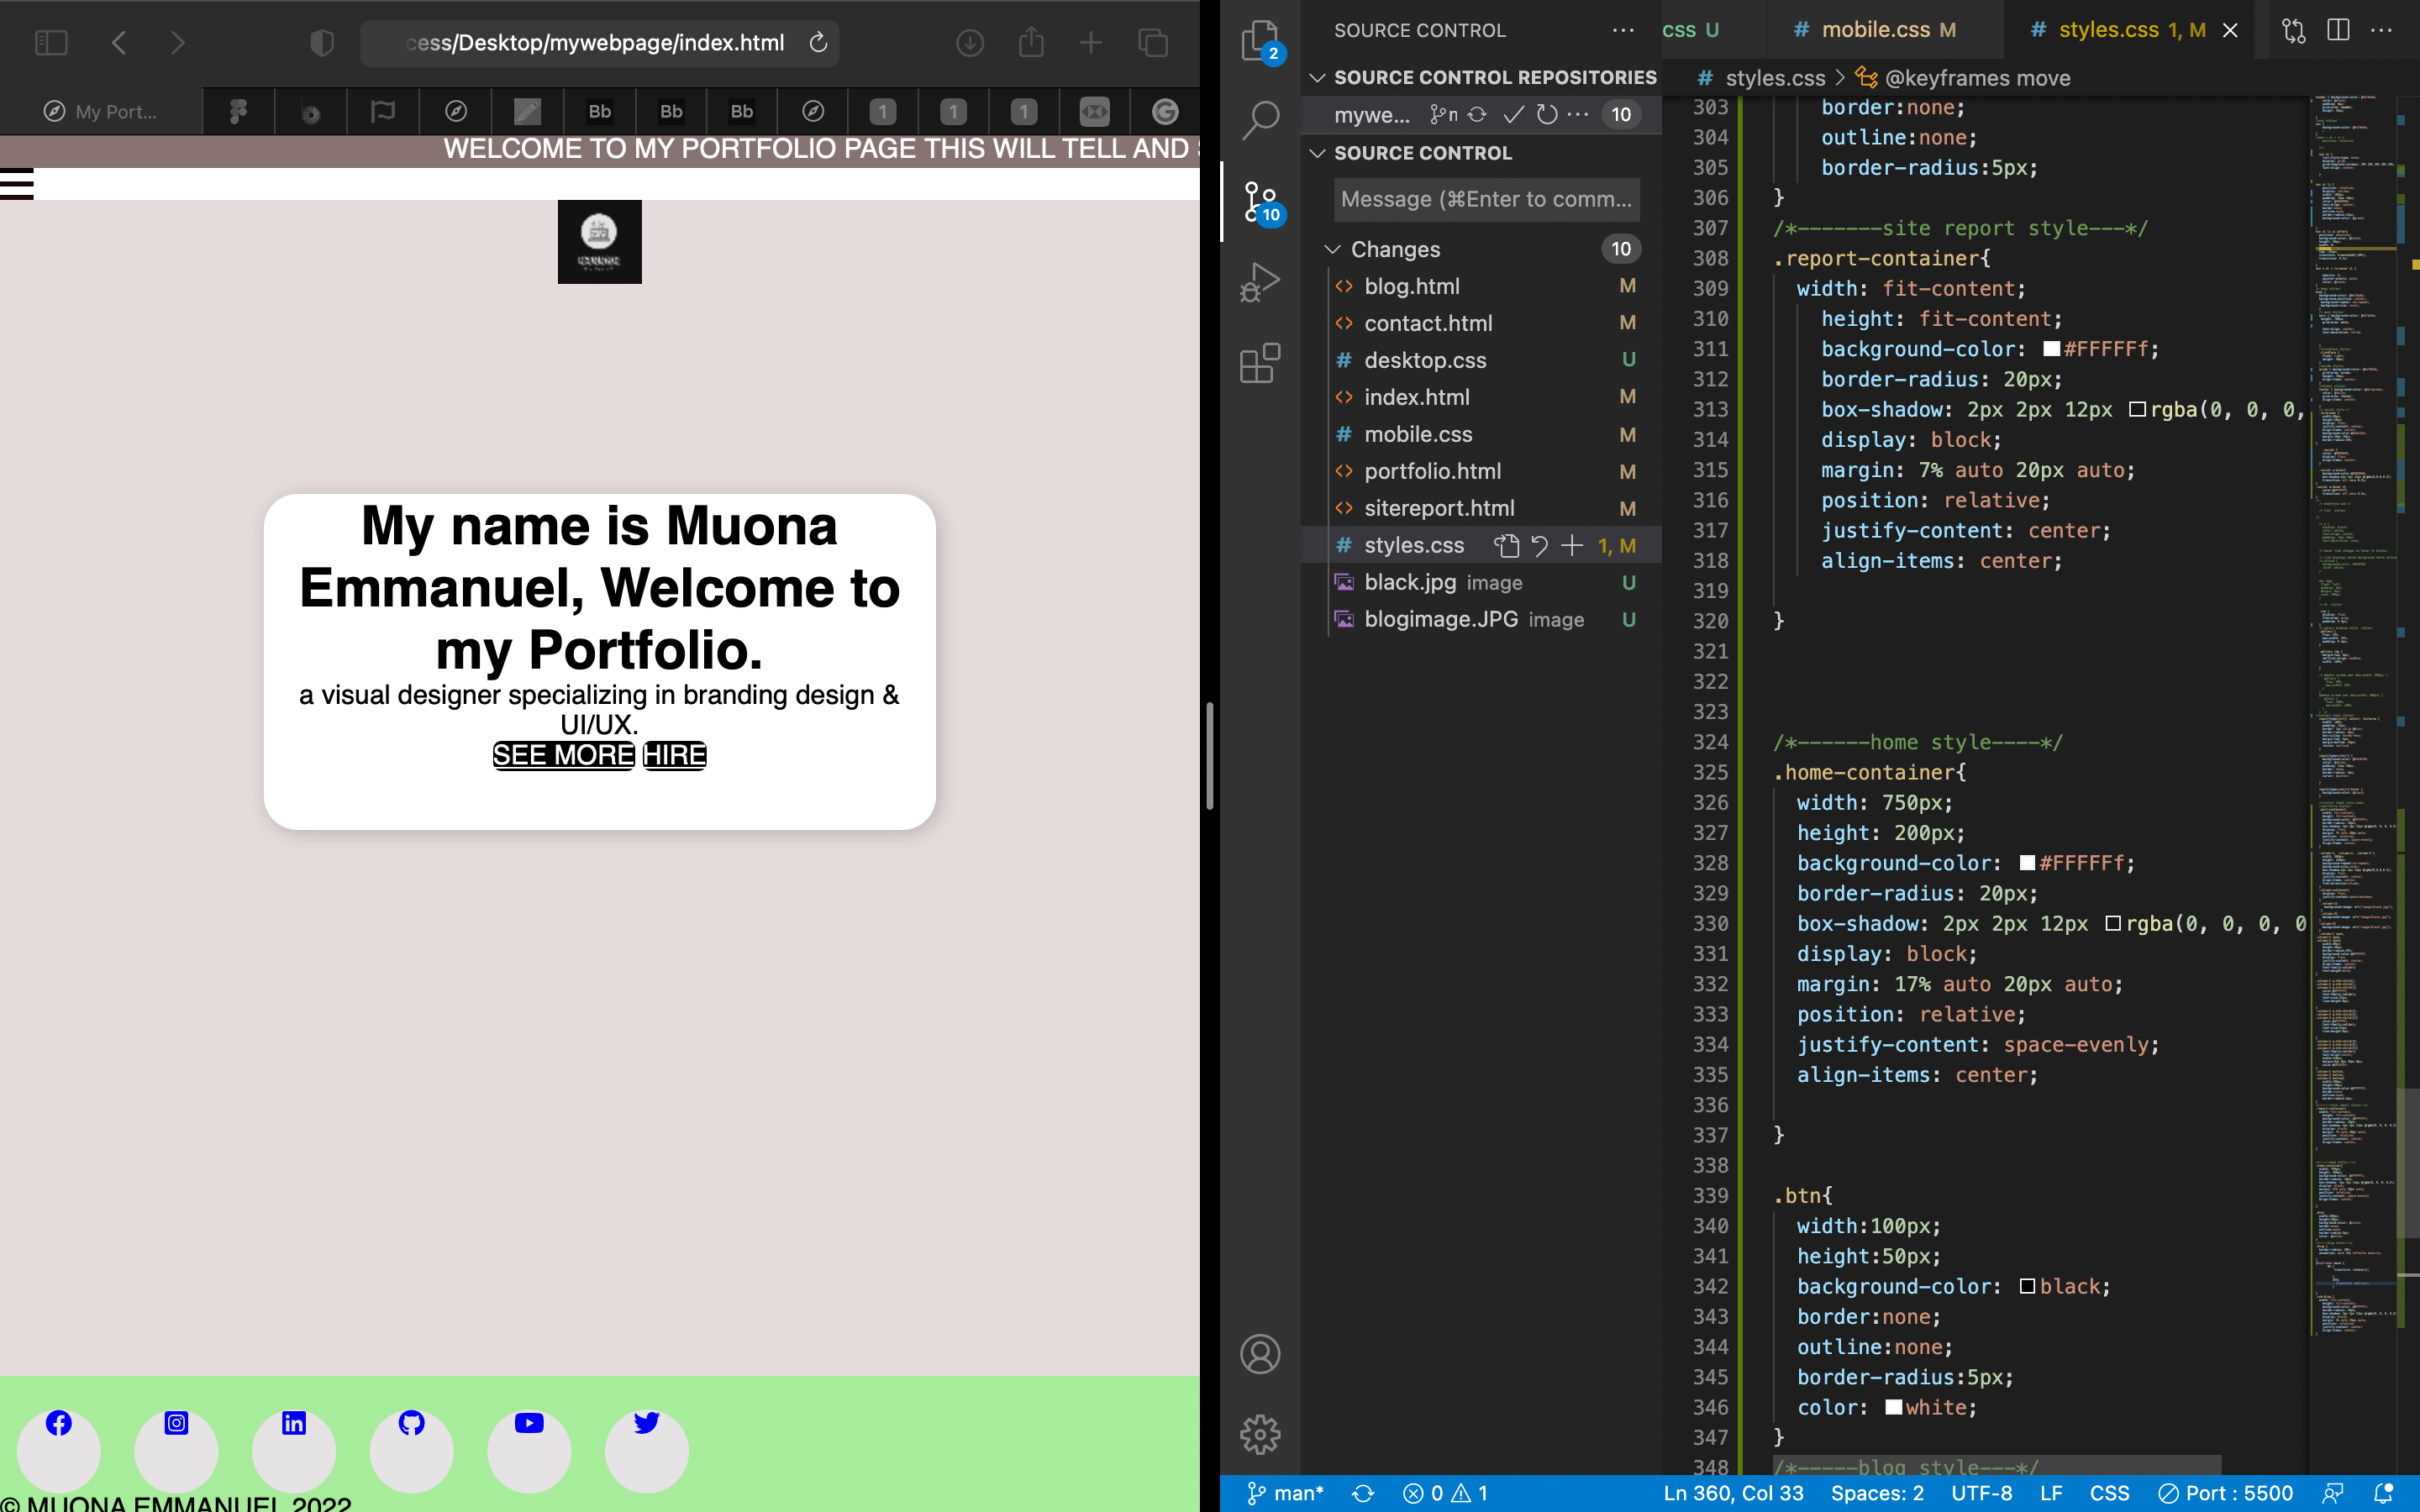 cess/Desktop/mywebpage/index.html
My Port...
Bb
Bb
Bb
1
1
1
WELCOME TO MY PORTFOLIO PAGE THIS WILL TELL AND
My name is Muona
Emmanuel, Welcome to
my Portfolio.
a visual designer specializing in branding design &
UI/UX.
SEE MORE HIRE
© MUONA EMMANUEL 2022
2
10
SOURCE CONTROL
SOURCE CONTROL REPOSITORIES
mywe... n 10
SOURCE CONTROL
Message (⌘Enter to comm...
Changes 10
blog.html M
contact.html M
desktop.css U
index.html M
mobile.css M
portfolio.html M
sitereport.html M
styles.css 1, M
black.jpg image U
blogimage.JPG image U
css U
# mobile.css M
# styles.css 1, M
# styles.css > @keyframes move
303 border:none;
304 outline:none;
305 border-radius:5px;
306 }
307 /*-------site report style---*/
308 .report-container{
309 width: fit-content;
310 height: fit-content;
311 background-color: #FFFFFf;
312 border-radius: 20px;
313 box-shadow: 2px 2px 12px rgba(0, 0, 0,
314 display: block;
315 margin: 7% auto 20px auto;
316 position: relative;
317 justify-content: center;
318 align-items: center;
319
320 }
321
322
323
324 /*------home style----*/
325 .home-container{
326 width: 750px;
327 height: 200px;
328 background-color: #FFFFFf;
329 border-radius: 20px;
330 box-shadow: 2px 2px 12px rgba(0, 0, 0, 0
331 display: block;
332 margin: 17% auto 20px auto;
333 position: relative;
334 justify-content: space-evenly;
335 align-items: center;
336
337 }
338
339 .btn{
340 width:100px;
341 height:50px;
342 background-color: black;
343 border:none;
344 outline:none;
345 border-radius:5px;
346 color: white;
347 }
348 /*-----blog style---*/
man* 0 1 Ln 360, Col 33 Spaces: 2 UTF-8 LF CSS Port : 5500